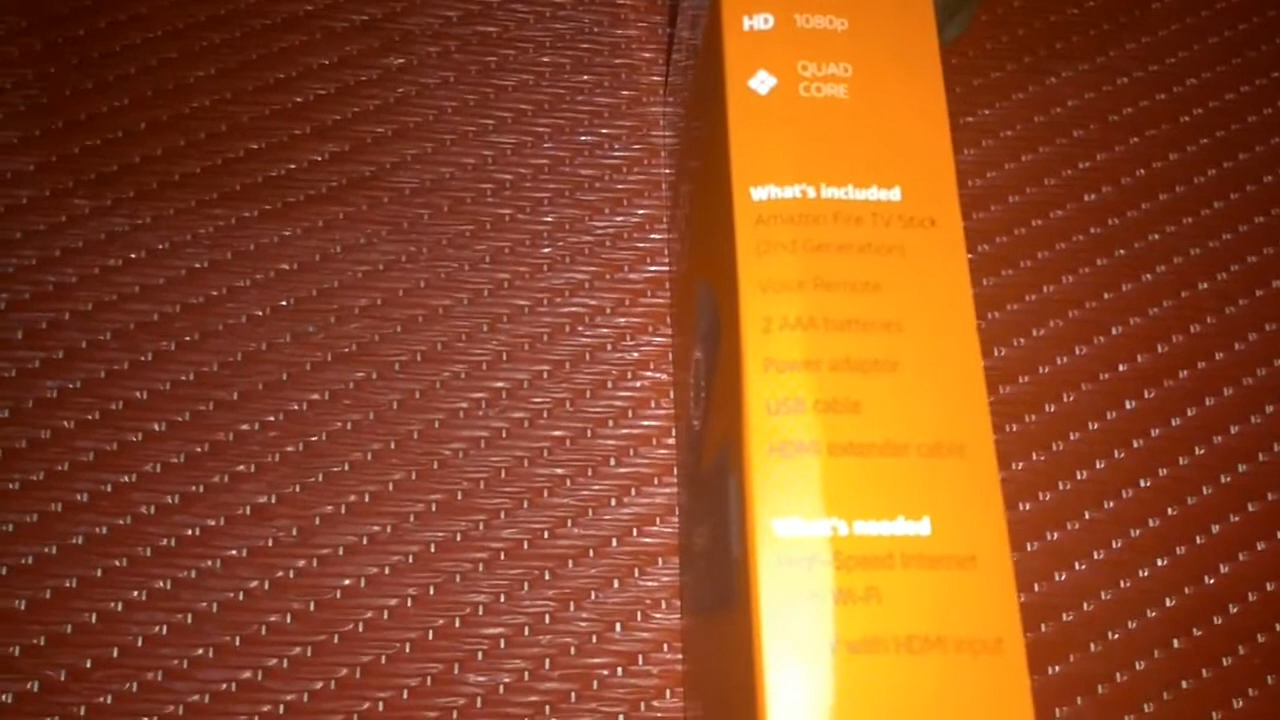 HD 1080p
QUAD
CORE
What's included
Amazon Fire TV Stick
(2nd Generation)
Voice Remote
2 AAA batteries
Power adaptor
USB cable
HDMI extender cable
What's needed
High-Speed Internet
Wi-Fi
with HDMI input